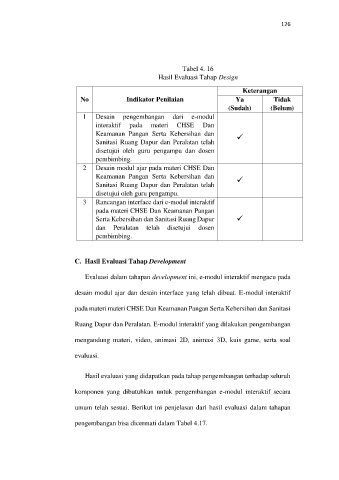 126
Tabel 4. 16
Hasil Evaluasi Tahap Design
No Indikator Penilaian Keterangan
Ya (Sudah) Tidak (Belum)
1 Desain pengembangan dari e-modul
interaktif pada materi CHSE Dan
Keamanan Pangan Serta Kebersihan dan
Sanitasi Ruang Dapur dan Peralatan telah
disetujui oleh guru pengampu dan dosen
pembimbing. ✓
2 Desain modul ajar pada materi CHSE Dan
Keamanan Pangan Serta Kebersihan dan
Sanitasi Ruang Dapur dan Peralatan telah
disetujui oleh guru pengampu. ✓
3 Rancangan interface dari e-modul interaktif
pada materi CHSE Dan Keamanan Pangan
Serta Kebersihan dan Sanitasi Ruang Dapur
dan Peralatan telah disetujui dosen
pembimbing. ✓
C. Hasil Evaluasi Tahap Development
Evaluasi dalam tahapan development ini, e-modul interaktif mengacu pada
desain modul ajar dan desain interface yang telah dibuat. E-modul interaktif
pada materi materi CHSE Dan Keamanan Pangan Serta Kebersihan dan Sanitasi
Ruang Dapur dan Peralatan. E-modul interaktif yang dilakukan pengembangan
mengandung materi, video, animasi 2D, animasi 3D, kuis game, serta soal
evaluasi.
Hasil evaluasi yang didapatkan pada tahap pengembangan terhadap seluruh
komponen yang dibutuhkan untuk pengembangan e-modul interaktif secara
umum telah sesuai. Berikut ini penjelasan dari hasil evaluasi dalam tahapan
pengembangan bisa dicermati dalam Tabel 4.17.